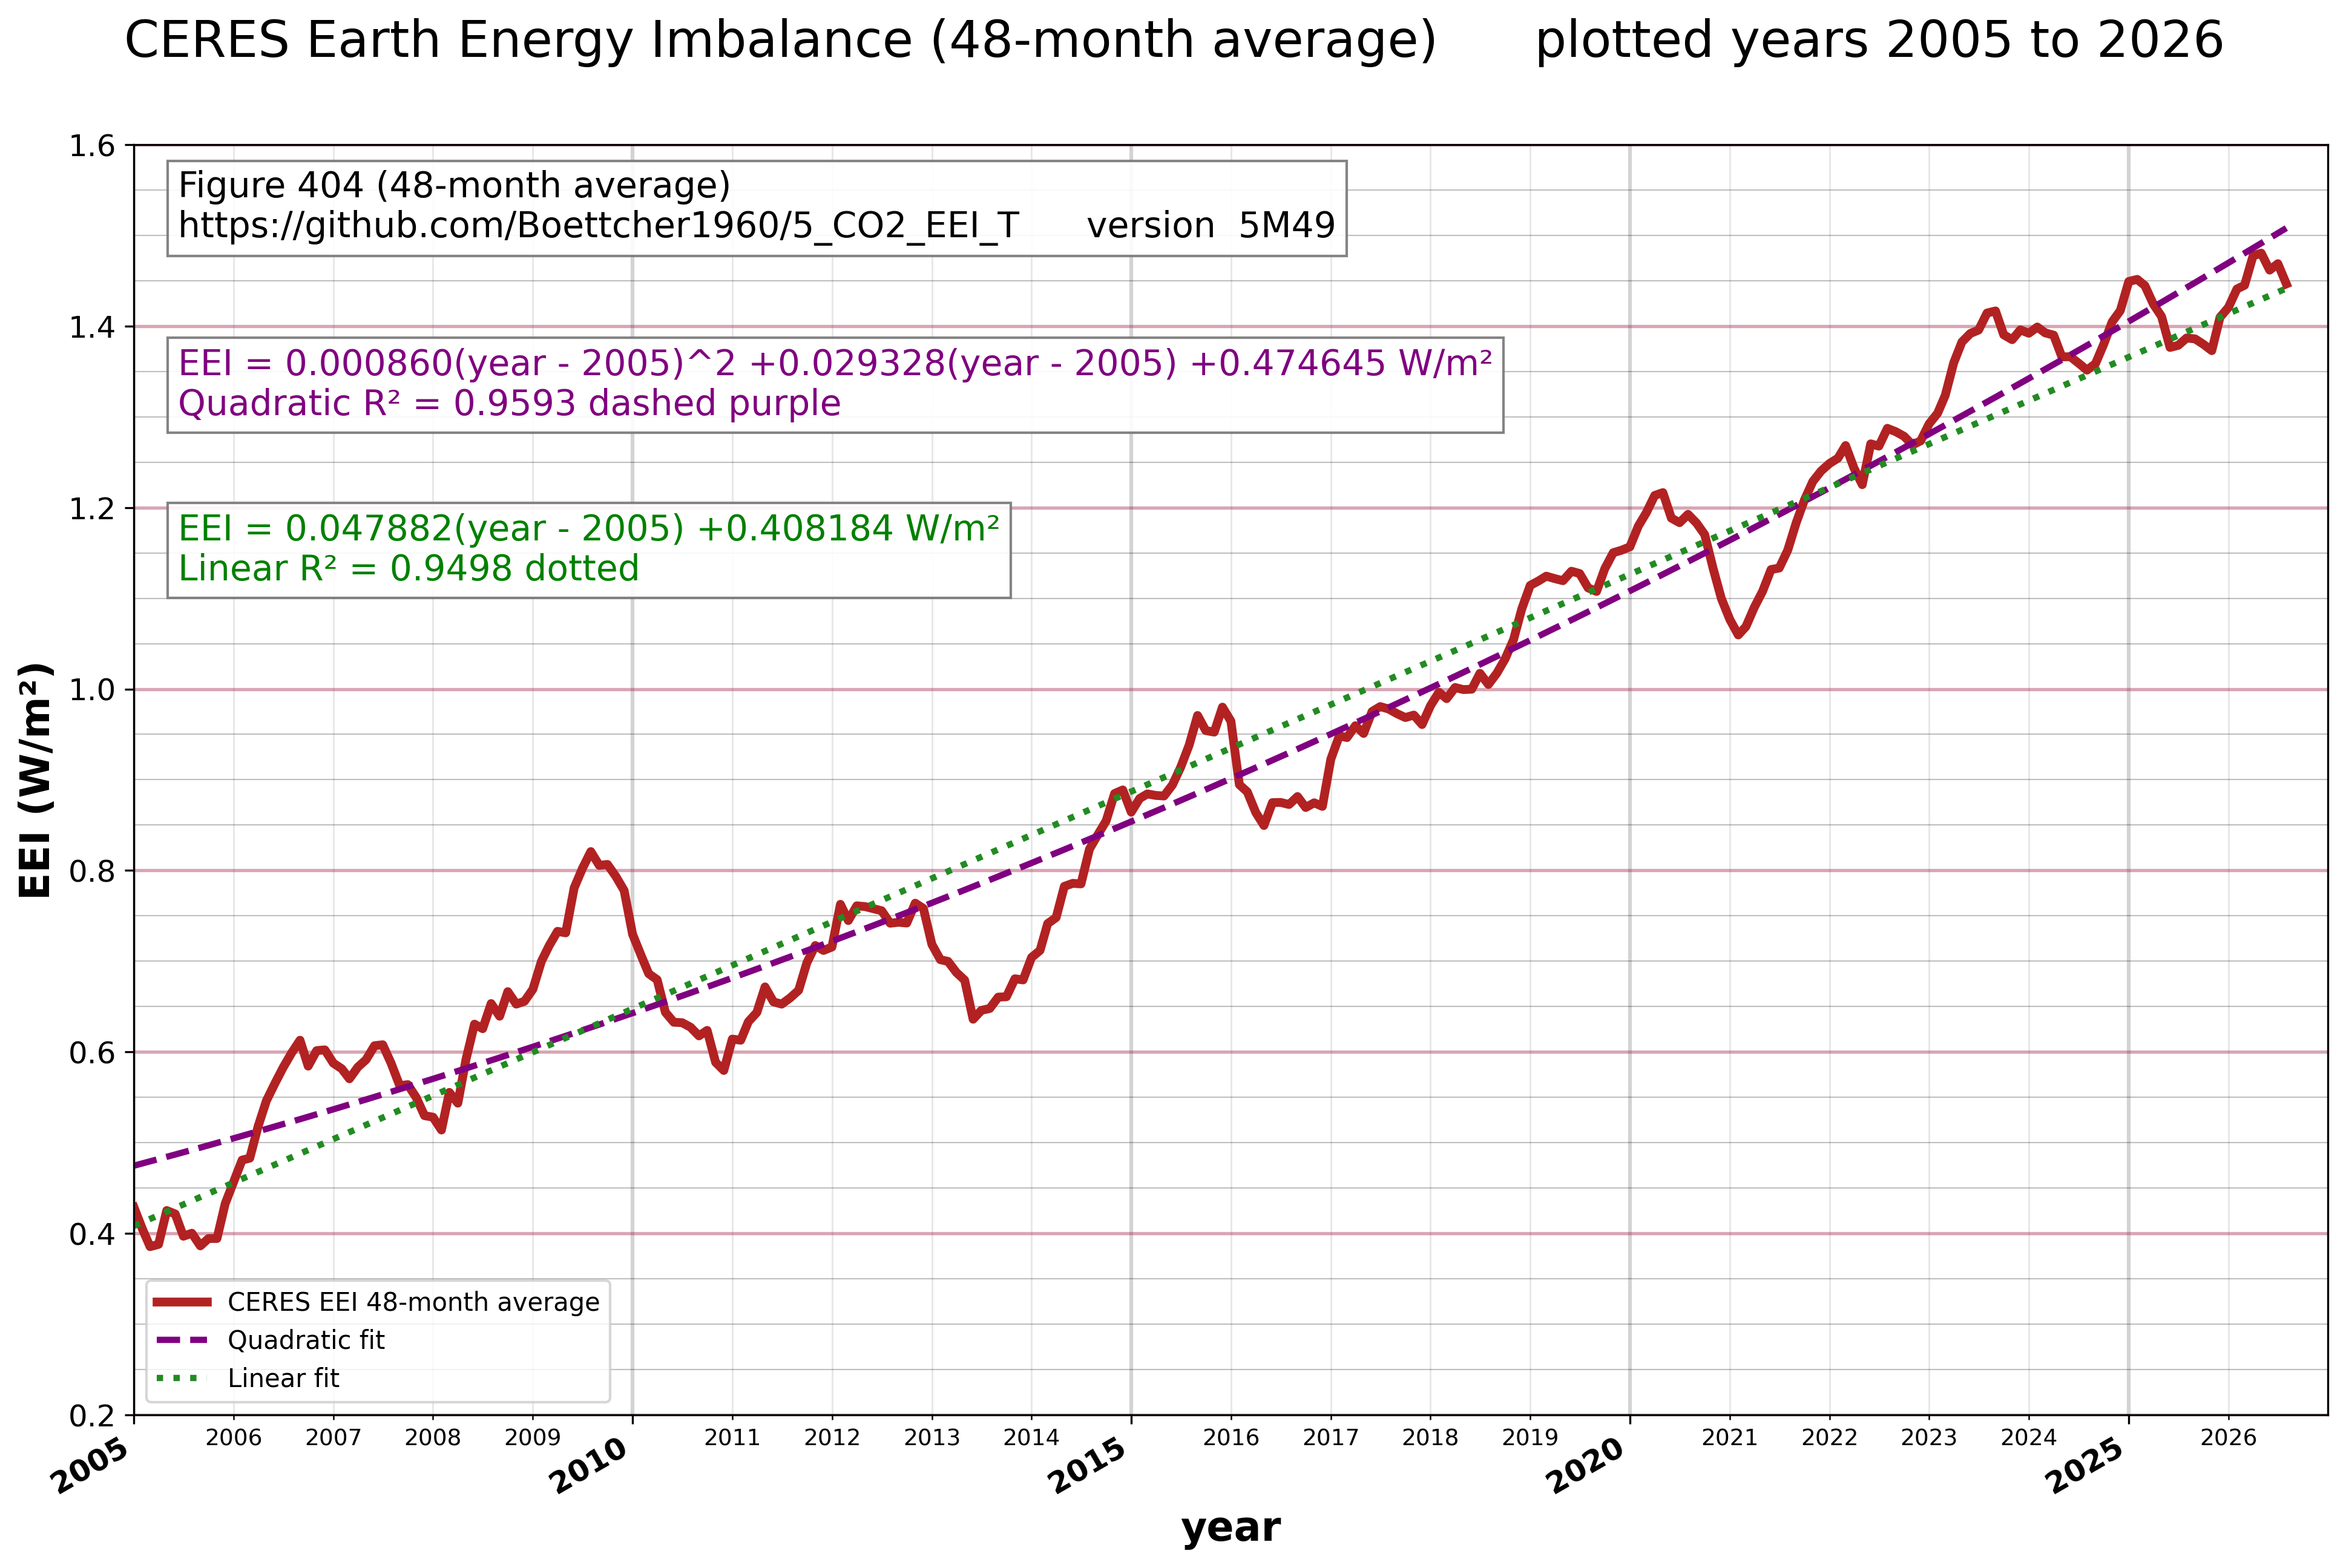 CERES Earth Energy Imbalance (48-month average)      plotted years 2005 to 2026
1.6
Figure 404 (48-month average)
https://github.com/Boettcher1960/5_CO2_EEI_T      version  5M49
1.4
EEI = 0.000860(year - 2005)^2 +0.029328(year - 2005) +0.474645 W/m²
Quadratic R² = 0.9593 dashed purple
1.2
EEI = 0.047882(year - 2005) +0.408184 W/m²
Linear R² = 0.9498 dotted
1.0
EEI (W/m²)
0.8
0.6
0.4
CERES EEI 48-month average
Quadratic fit
Linear fit
0.2
2005 2006 2007 2008 2009 2010 2011 2012 2013 2014 2015 2016 2017 2018 2019 2020 2021 2022 2023 2024 2025 2026
year